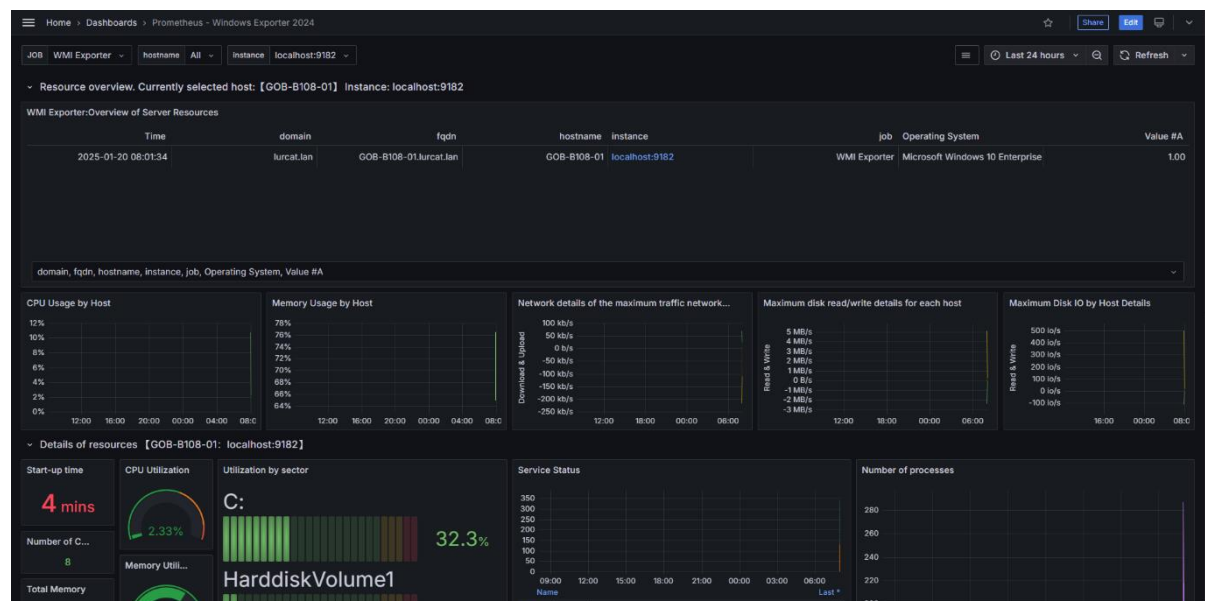 Home › Dashboards › Prometheus - Windows Exporter 2024
Share
Edit
JOB WMI Exporter
hostname All
instance localhost:9182
Last 24 hours
Refresh
Resource overview. Currently selected host:【GOB-B108-01】 Instance: localhost:9182
WMI Exporter:Overview of Server Resources
Time domain fqdn hostname instance job Operating System Value #A
2025-01-20 08:01:34 lurcat.lan GOB-B108-01.lurcat.lan GOB-B108-01 localhost:9182 WMI Exporter Microsoft Windows 10 Enterprise 1.00
domain, fqdn, hostname, instance, job, Operating System, Value #A
CPU Usage by Host
12%
10%
8%
6%
4%
2%
0%
12:00 16:00 20:00 00:00 04:00 08:0
Memory Usage by Host
78%
76%
74%
72%
70%
68%
66%
64%
12:00 16:00 20:00 00:00 04:00 08:0
Network details of the maximum traffic network...
Download & Upload
100 kb/s
50 kb/s
0 b/s
-50 kb/s
-100 kb/s
-150 kb/s
-200 kb/s
-250 kb/s
12:00 18:00 00:00 06:00
Maximum disk read/write details for each host
Read & Write
5 MB/s
4 MB/s
3 MB/s
2 MB/s
1 MB/s
0 B/s
-1 MB/s
-2 MB/s
-3 MB/s
12:00 18:00 00:00 06:00
Maximum Disk IO by Host Details
Read & Write
500 io/s
400 io/s
300 io/s
200 io/s
100 io/s
0 io/s
-100 io/s
16:00 00:00 08:0
Details of resources【GOB-B108-01: localhost:9182】
Start-up time
4 mins
Number of C...
8
Total Memory
CPU Utilization
2.33%
Memory Utili...
Utilization by sector
C:
32.3%
HarddiskVolume1
Service Status
350
300
250
200
150
100
50
0
09:00 12:00 15:00 18:00 21:00 00:00 03:00 06:00
Name Last *
Number of processes
280
260
240
220